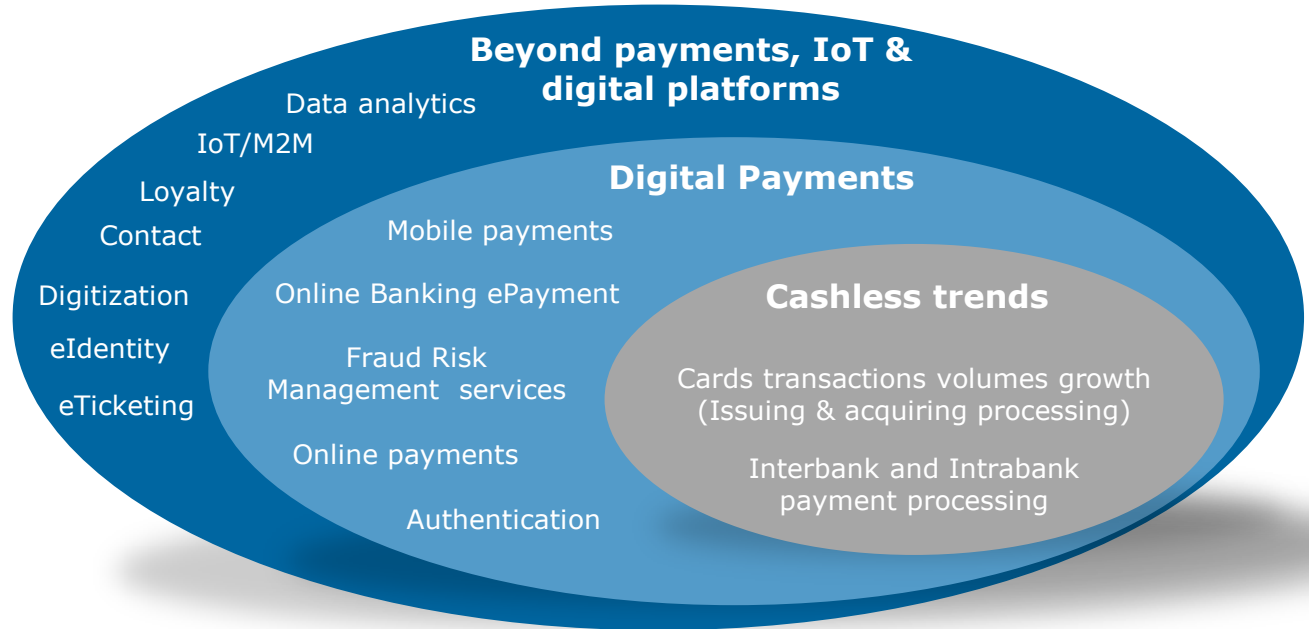 Beyond payments, IoT &
digital platforms
Data analytics
IoT/M2M
Loyalty
Contact
Digitization
eIdentity
eTicketing
Digital Payments
Mobile payments
Online Banking ePayment
Fraud Risk
Management services
Online payments
Authentication
Cashless trends
Cards transactions volumes growth
(Issuing & acquiring processing)
Interbank and Intrabank
payment processing